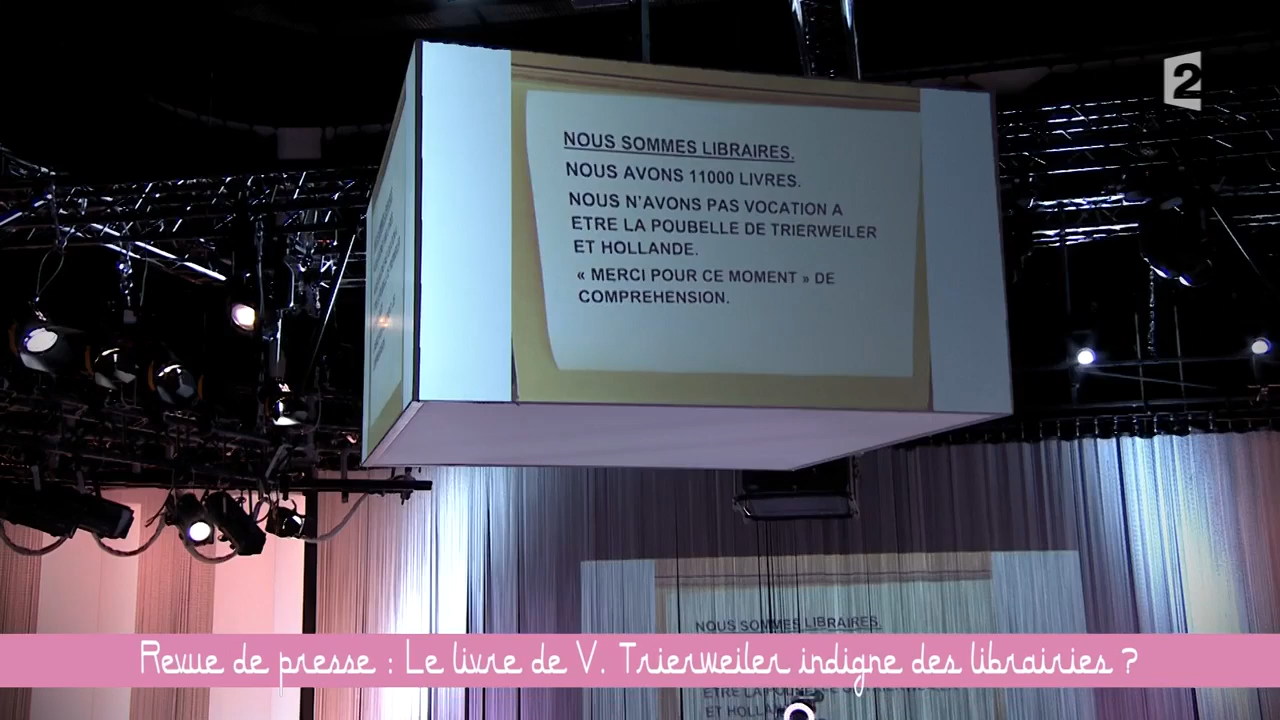 2
NOUS SOMMES LIBRAIRES.
NOUS AVONS 11000 LIVRES.
NOUS N'AVONS PAS VOCATION A
ETRE LA POUBELLE DE TRIERWEILER
ET HOLLANDE.
« MERCI POUR CE MOMENT » DE
COMPREHENSION.
NOUS SOMMES LIBRAIRES.
Revue de presse : Le livre de V. Trierweiler indigne des librairies ?